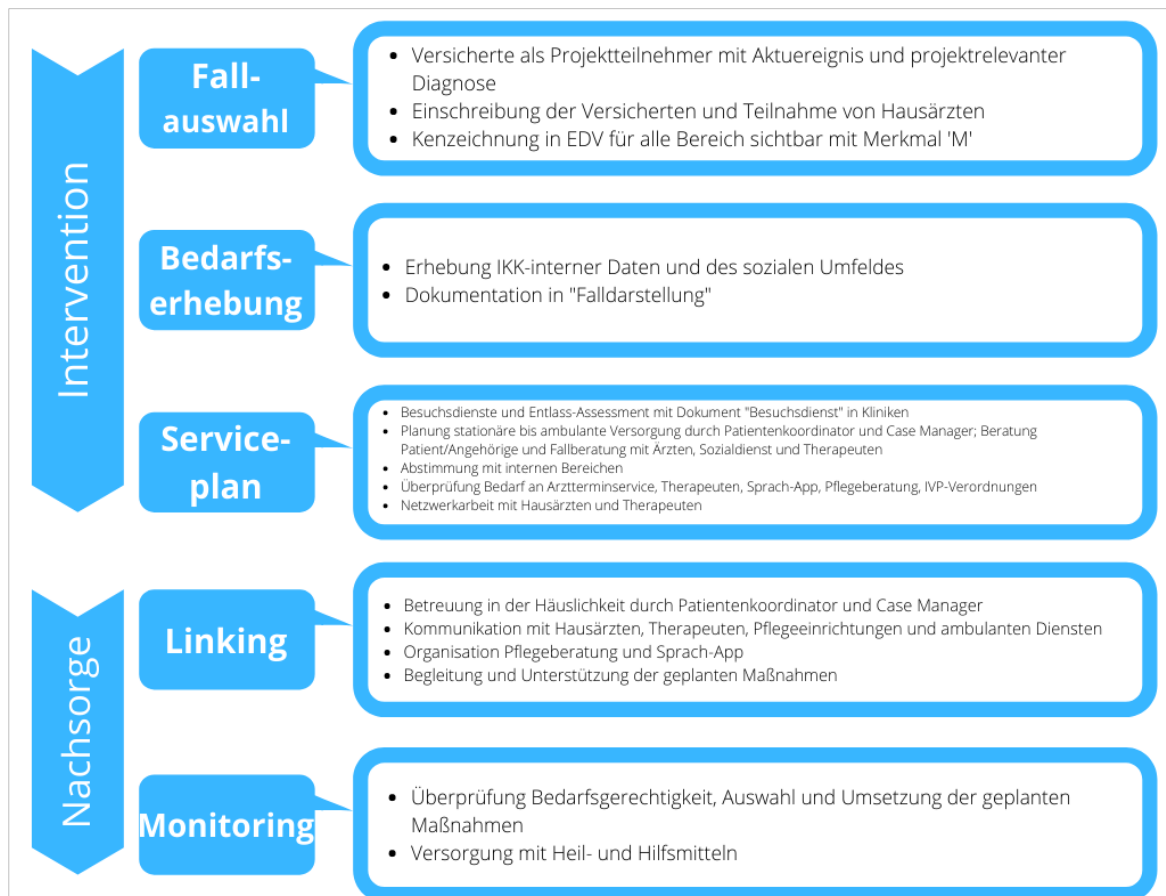 Intervention
Fall-
auswahl
• Versicherte als Projektteilnehmer mit Aktuereignis und projektrelevanter
Diagnose
• Einschreibung der Versicherten und Teilnahme von Hausärzten
• Kenzeichnung in EDV für alle Bereich sichtbar mit Merkmal 'M'
Bedarfs-
erhebung
• Erhebung IKK-interner Daten und des sozialen Umfeldes
• Dokumentation in "Falldarstellung"
Service-
plan
• Besuchsdienste und Entlass-Assessment mit Dokument "Besuchsdienst" in Kliniken
• Planung stationäre bis ambulante Versorgung durch Patientenkoordinator und Case Manager; Beratung
Patient/Angehörige und Fallberatung mit Ärzten, Sozialdienst und Therapeuten
• Abstimmung mit internen Bereichen
• Überprüfung Bedarf an Arztterminservice, Therapeuten, Sprach-App, Pflegeberatung, IVP-Verordnungen
• Netzwerkarbeit mit Hausärzten und Therapeuten
Nachsorge
Linking
• Betreuung in der Häuslichkeit durch Patientenkoordinator und Case Manager
• Kommunikation mit Hausärzten, Therapeuten, Pflegeeinrichtungen und ambulanten Diensten
• Organisation Pflegeberatung und Sprach-App
• Begleitung und Unterstützung der geplanten Maßnahmen
Monitoring
• Überprüfung Bedarfsgerechtigkeit, Auswahl und Umsetzung der geplanten
Maßnahmen
• Versorgung mit Heil- und Hilfsmitteln